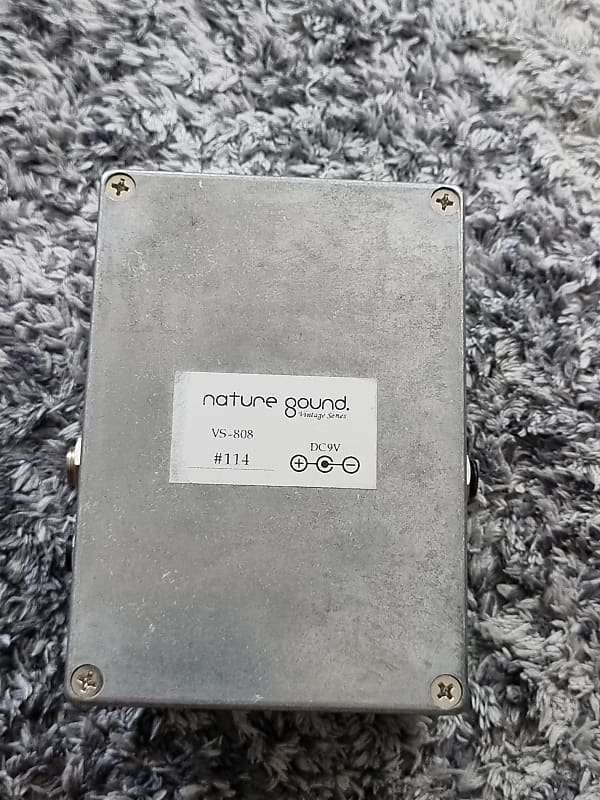 nature sound.
Vintage Series
VS-808
#114
DC9V
+ -